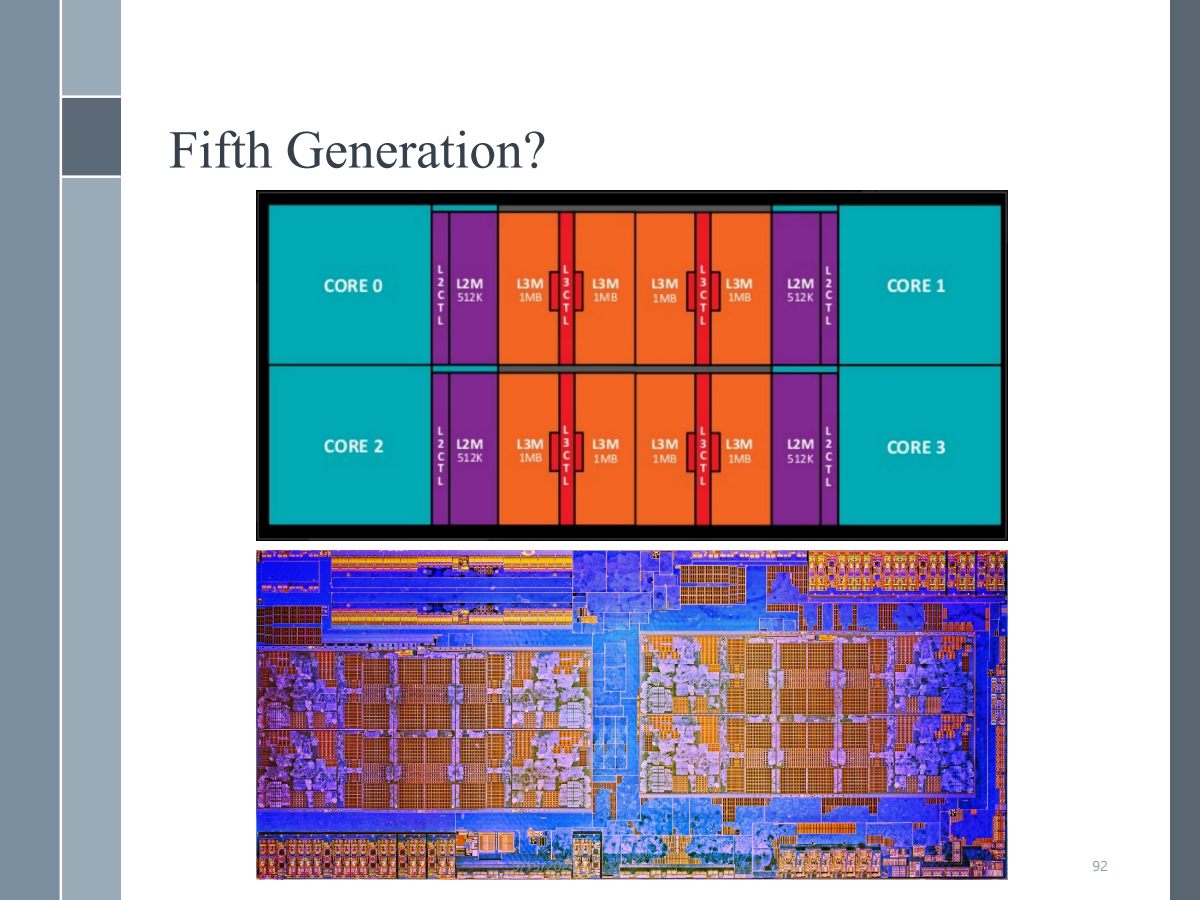 Fifth Generation?
CORE 0
L2CTL
L2M
512K
L3M
1MB
L3CTL
L3M
1MB
L3M
1MB
L3CTL
L3M
1MB
L2M
512K
L2CTL
CORE 1
CORE 2
L2CTL
L2M
512K
L3M
1MB
L3CTL
L3M
1MB
L3M
1MB
L3CTL
L3M
1MB
L2M
512K
L2CTL
CORE 3
92